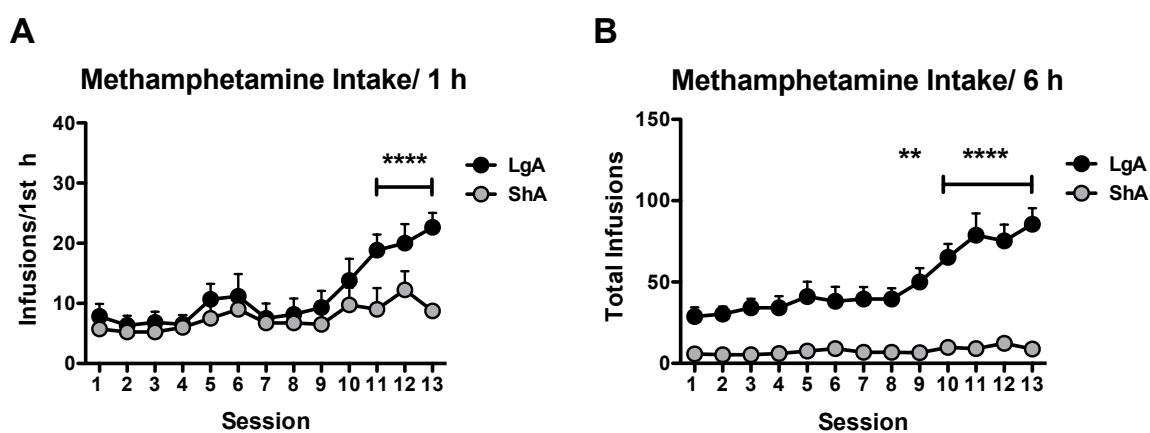 A
Methamphetamine Intake/ 1 h
Infusions/1st h
40
30
20
10
0
****
LgA
ShA
1 2 3 4 5 6 7 8 9 10 11 12 13
Session
B
Methamphetamine Intake/ 6 h
Total Infusions
150
100
50
0
** ****
LgA
ShA
1 2 3 4 5 6 7 8 9 10 11 12 13
Session